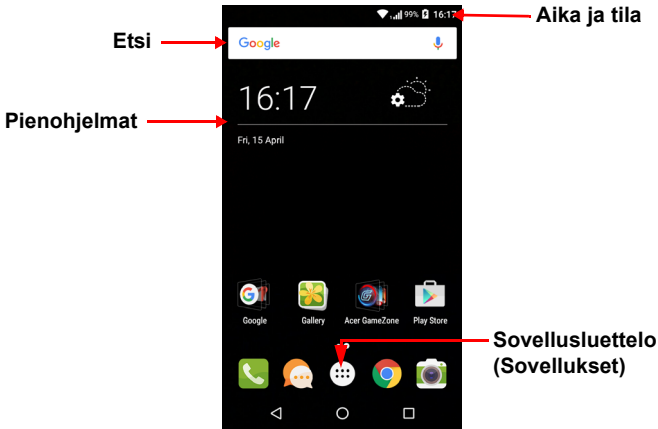 99% 16:17
Aika ja tila
Etsi
Google
16:17
Pienohjelmat
Fri, 15 April
Google Gallery Acer GameZone Play Store
Sovellusluettelo
(Sovellukset)